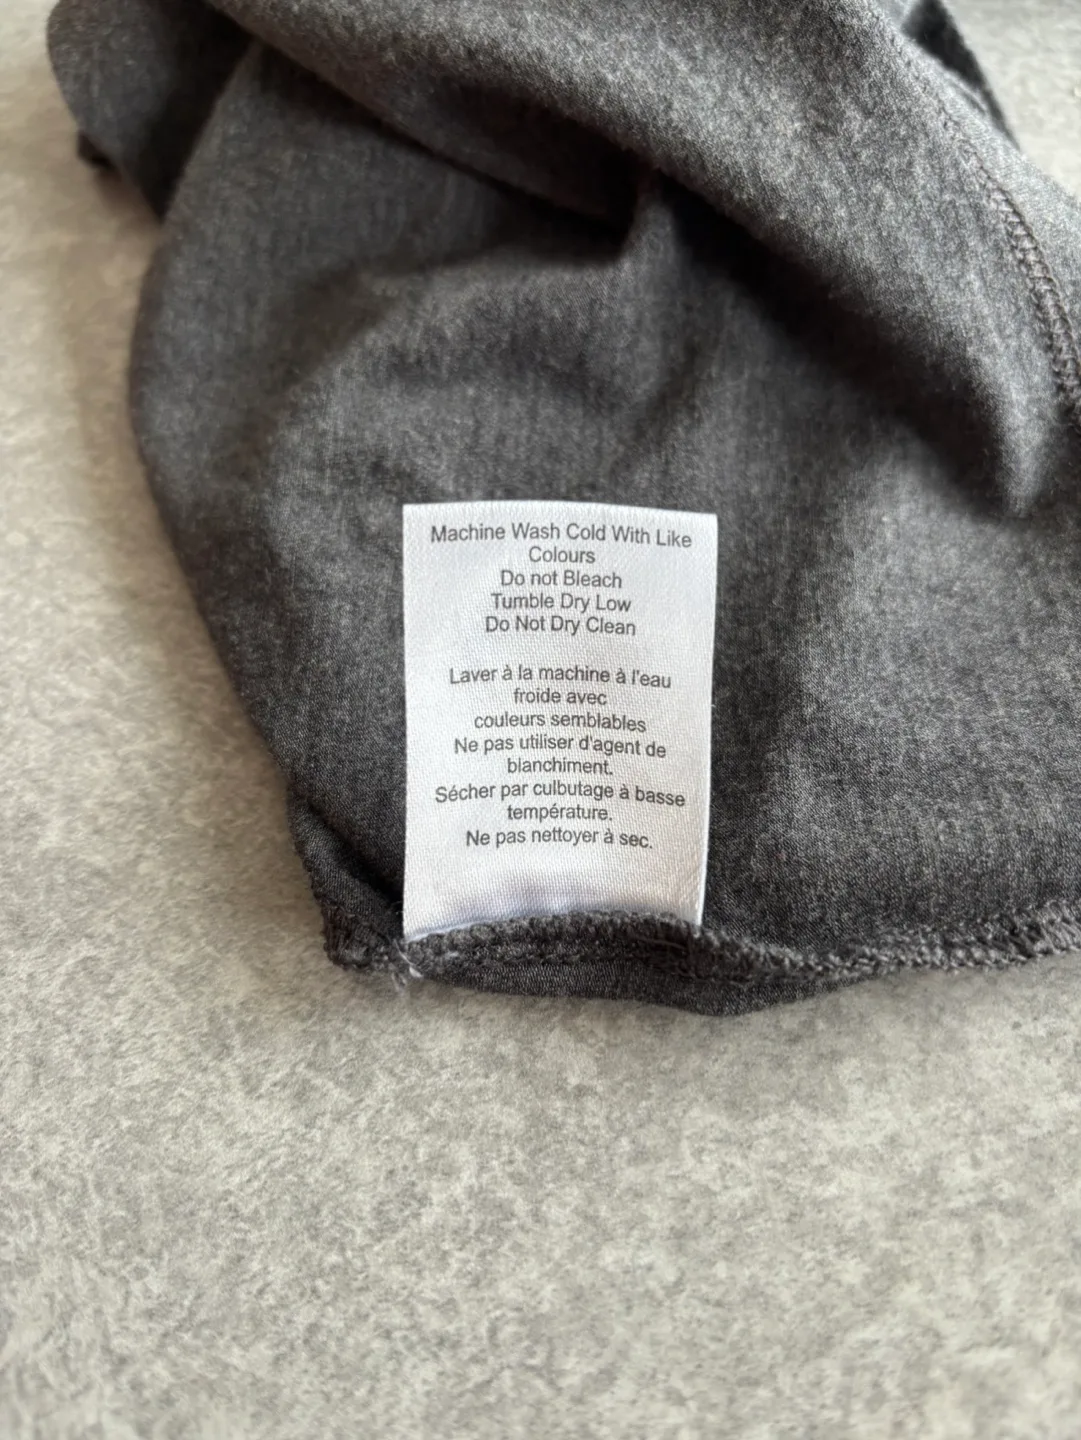 Machine Wash Cold With Like
Colours
Do not Bleach
Tumble Dry Low
Do Not Dry Clean
Laver à la machine à l'eau
froide avec
couleurs semblables
Ne pas utiliser d'agent de
blanchiment.
Sécher par culbutage à basse
température.
Ne pas nettoyer à sec.